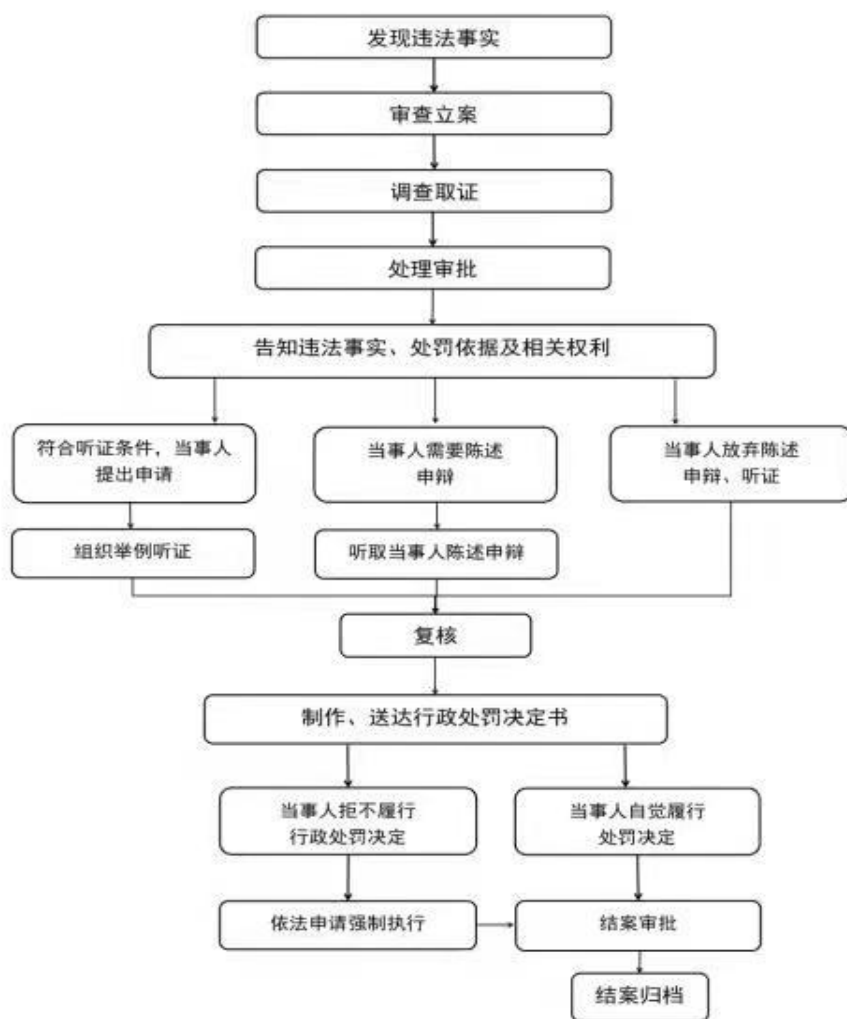 发现违法事实
审查立案
调查取证
处理审批
告知违法事实、处罚依据及相关权利
符合听证条件，当事人
提出申请
当事人需要陈述
申辩
当事人放弃陈述
申辩、听证
组织举例听证
听取当事人陈述申辩
复核
制作、送达行政处罚决定书
当事人拒不履行
行政处罚决定
当事人自觉履行
处罚决定
依法申请强制执行
结案审批
结案归档